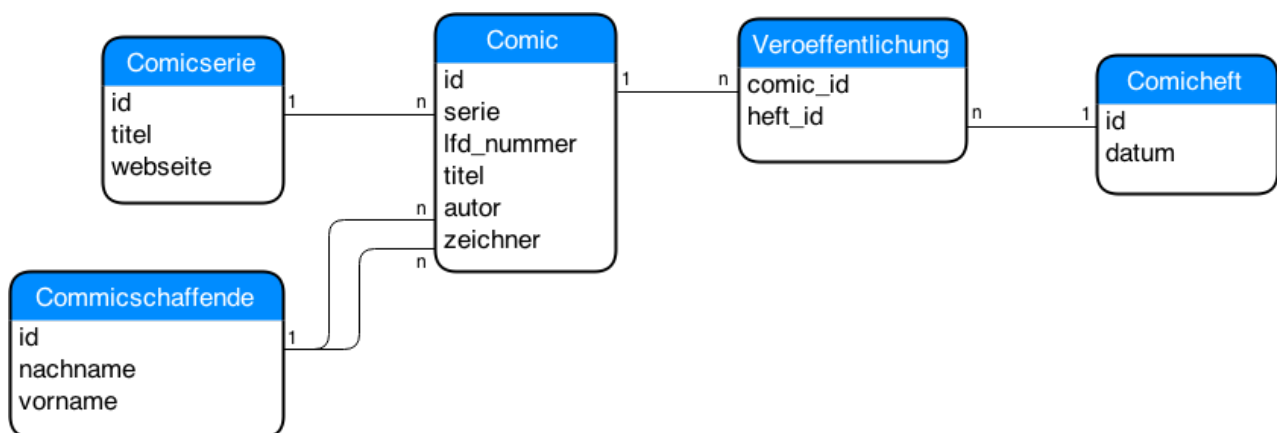 Comicserie
id
titel
webseite
1
n
Comic
id
serie
lfd_nummer
titel
autor
zeichner
1
n
Veroeffentlichung
comic_id
heft_id
n
1
Comicheft
id
datum
Commicschaffende
id
nachname
vorname
1
n
n